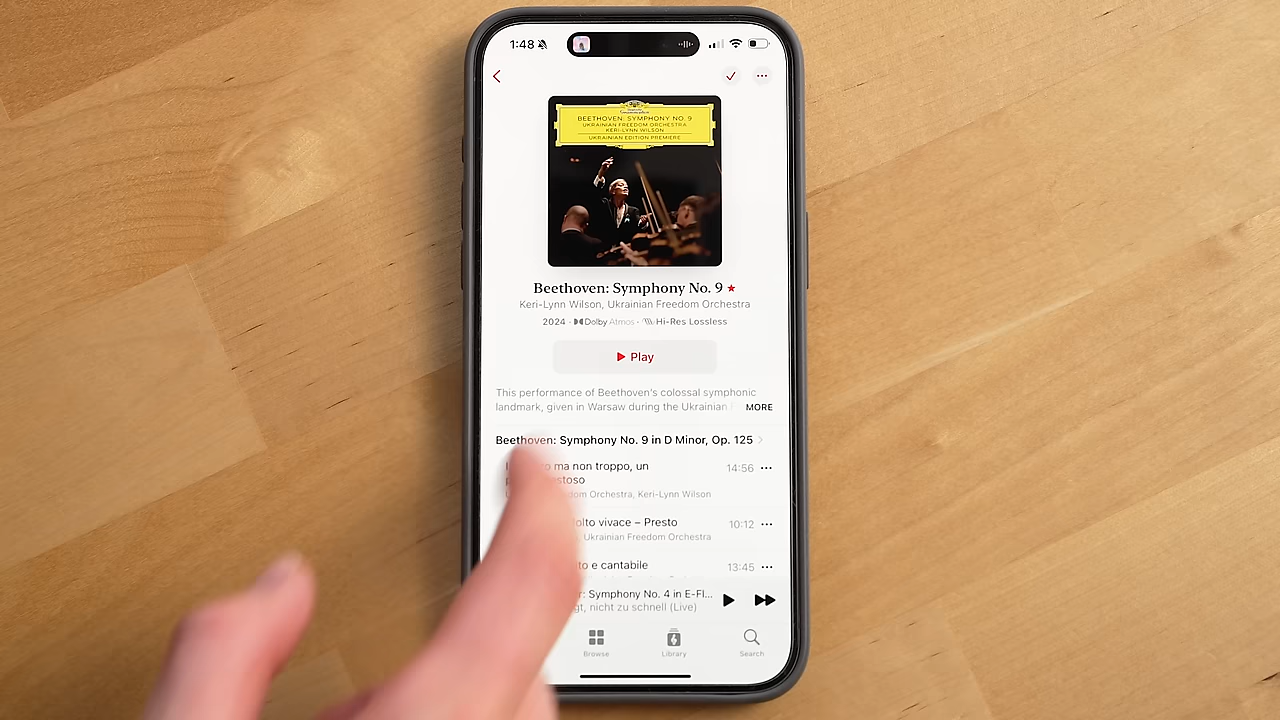 1:48
BEETHOVEN: SYMPHONY NO. 9
UKRAINIAN FREEDOM ORCHESTRA
KERI-LYNN WILSON
UKRAINIAN EDITION PREMIERE
Beethoven: Symphony No. 9
Keri-Lynn Wilson, Ukrainian Freedom Orchestra
2024 · Dolby Atmos · Hi-Res Lossless
Play
This performance of Beethoven's colossal symphonic
landmark, given in Warsaw during the Ukrainian MORE
Beethoven: Symphony No. 9 in D Minor, Op. 125
ma non troppo, un 14:56
Orchestra, Keri-Lynn Wilson
vivace – Presto 10:12
Ukrainian Freedom Orchestra
e cantabile 13:45
Symphony No. 4 in E-Fl...
nicht zu schnell (Live)
Browse Library Search